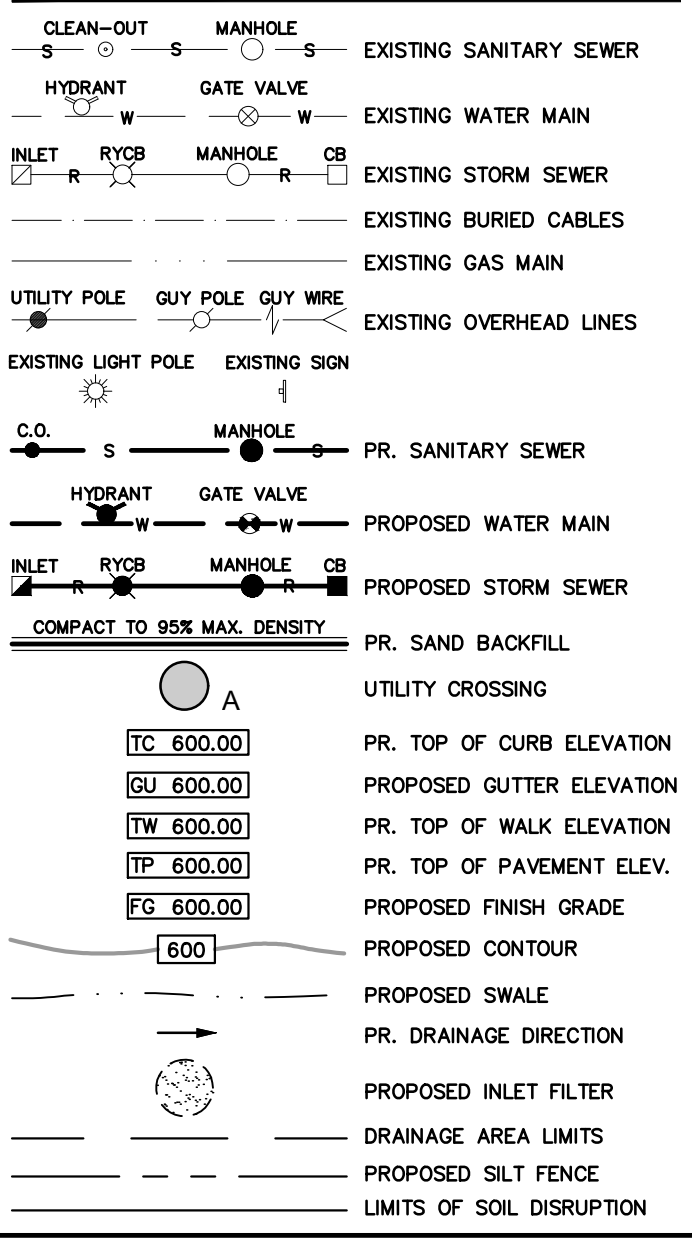 CLEAN-OUT MANHOLE
S S S EXISTING SANITARY SEWER
HYDRANT GATE VALVE
W W EXISTING WATER MAIN
INLET RYCB MANHOLE CB
R R EXISTING STORM SEWER
EXISTING BURIED CABLES
EXISTING GAS MAIN
UTILITY POLE GUY POLE GUY WIRE
EXISTING OVERHEAD LINES
EXISTING LIGHT POLE EXISTING SIGN
C.O. MANHOLE
S S PR. SANITARY SEWER
HYDRANT GATE VALVE
W W PROPOSED WATER MAIN
INLET RYCB MANHOLE CB
R R PROPOSED STORM SEWER
COMPACT TO 95% MAX. DENSITY
PR. SAND BACKFILL
A UTILITY CROSSING
TC 600.00 PR. TOP OF CURB ELEVATION
GU 600.00 PROPOSED GUTTER ELEVATION
TW 600.00 PR. TOP OF WALK ELEVATION
TP 600.00 PR. TOP OF PAVEMENT ELEV.
FG 600.00 PROPOSED FINISH GRADE
600 PROPOSED CONTOUR
PROPOSED SWALE
PR. DRAINAGE DIRECTION
PROPOSED INLET FILTER
DRAINAGE AREA LIMITS
PROPOSED SILT FENCE
LIMITS OF SOIL DISRUPTION